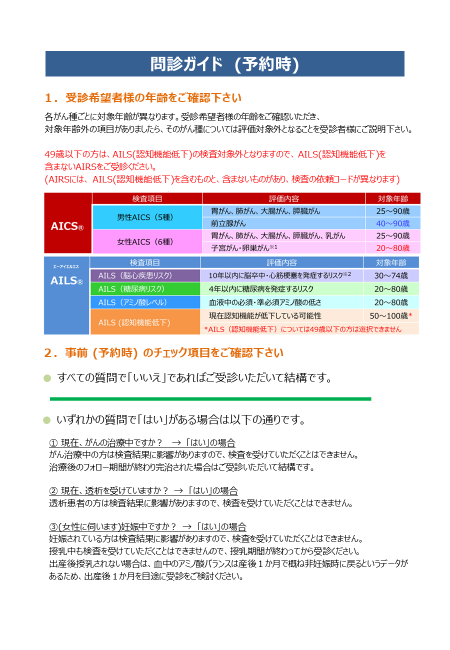 問診ガイド (予約時)
1．受診希望者様の年齢をご確認下さい
各がん種ごとに対象年齢が異なります。受診希望者様の年齢をご確認いただき、
対象年齢外の項目がありましたら、そのがん種については評価対象外となることを受診者様にご説明下さい。
49歳以下の方は、AILS(認知機能低下)の検査対象外となりますので、AILS(認知機能低下)を
含まないAIRSをご受診ください。
(AIRSには、AILS(認知機能低下)を含むものと、含まないものがあり、検査の依頼コードが異なります)
検査項目 評価内容 対象年齢
AICS®
男性AICS（5種） 胃がん、肺がん、大腸がん、膵臓がん 25～90歳
前立腺がん 40～90歳
女性AICS（6種） 胃がん、肺がん、大腸がん、膵臓がん、乳がん 25～90歳
子宮がん・卵巣がん※1 20～80歳
検査項目 評価内容 対象年齢
エーアイエルエス
AILS®
AILS（脳心疾患リスク） 10年以内に脳卒中・心筋梗塞を発症するリスク※2 30～74歳
AILS（糖尿病リスク) 4年以内に糖尿病を発症するリスク 20～80歳
AILS（アミノ酸レベル） 血液中の必須・準必須アミノ酸の低さ 20～80歳
AILS (認知機能低下) 現在認知機能が低下している可能性 50～100歳*
*AILS（認知機能低下）については49歳以下の方は選択できません
2．事前 (予約時) のチェック項目をご確認下さい
● すべての質問で「いいえ」であればご受診いただいて結構です。
● いずれかの質問で「はい」がある場合は以下の通りです。
① 現在、がんの治療中ですか？ → 「はい」の場合
がん治療中の方は検査結果に影響がありますので、検査を受けていただくことはできません。
治療後のフォロー期間が終わり完治された場合はご受診いただいて結構です。
② 現在、透析を受けていますか？ → 「はい」の場合
透析患者の方は検査結果に影響がありますので、検査を受けていただくことはできません。
③(女性に伺います)妊娠中ですか？ → 「はい」の場合
妊娠されている方は検査結果に影響がありますので、検査を受けていただくことはできません。
授乳中も検査を受けていただくことはできませんので、授乳期間が終わってから受診ください。
出産後授乳されない場合は、血中のアミノ酸バランスは産後１か月で概ね非妊娠時に戻るというデータが
あるため、出産後１か月を目途に受診をご検討ください。